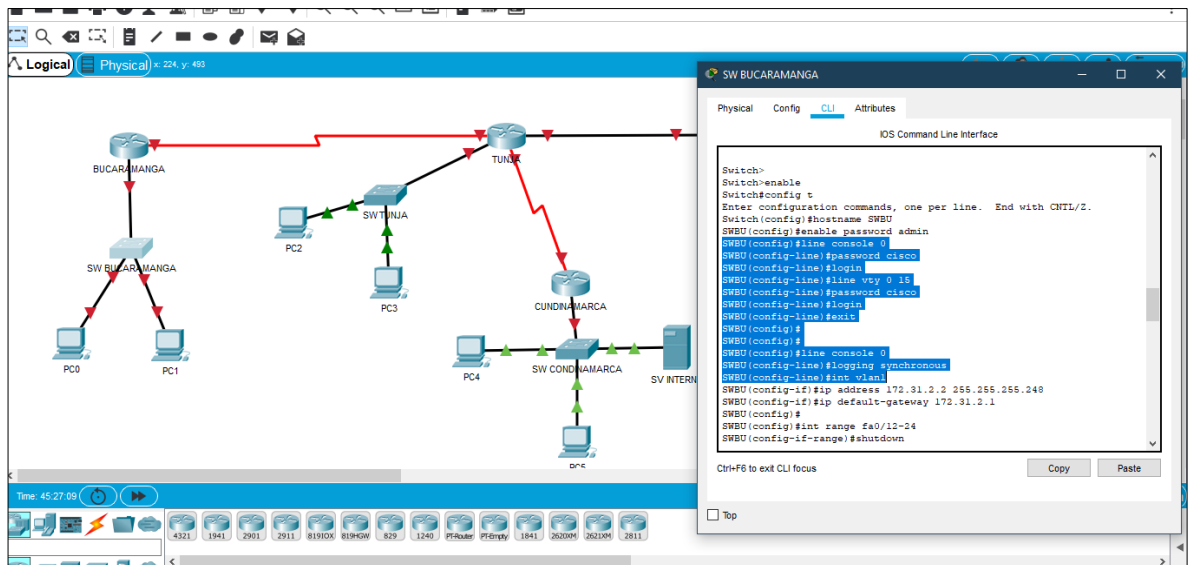 Logical
Physical
x: 224, y: 493
BUCARAMANGA
TUNJA
SW TUNJA
PC2
PC3
SW BUCARAMANGA
PC0
PC1
CUNDINAMARCA
PC4
SW CONDINAMARCA
SV INTERN
PC5
Time: 45:27:09
4321
1941
2901
2911
819IOX
819HGW
829
1240
PT-Router
PT-Empty
1841
2620XM
2621XM
2811
SW BUCARAMANGA
Physical Config CLI Attributes
IOS Command Line Interface
Switch>
Switch>enable
Switch#config t
Enter configuration commands, one per line. End with CNTL/Z.
Switch(config)#hostname SWBU
SWBU(config)#enable password admin
SWBU(config)#line console 0
SWBU(config-line)#password cisco
SWBU(config-line)#login
SWBU(config-line)#line vty 0 15
SWBU(config-line)#password cisco
SWBU(config-line)#login
SWBU(config-line)#exit
SWBU(config)#
SWBU(config)#
SWBU(config)#line console 0
SWBU(config-line)#logging synchronous
SWBU(config-line)#int vlan1
SWBU(config-if)#ip address 172.31.2.2 255.255.255.248
SWBU(config-if)#ip default-gateway 172.31.2.1
SWBU(config)#
SWBU(config)#int range fa0/12-24
SWBU(config-if-range)#shutdown
Ctrl+F6 to exit CLI focus
Copy
Paste
Top